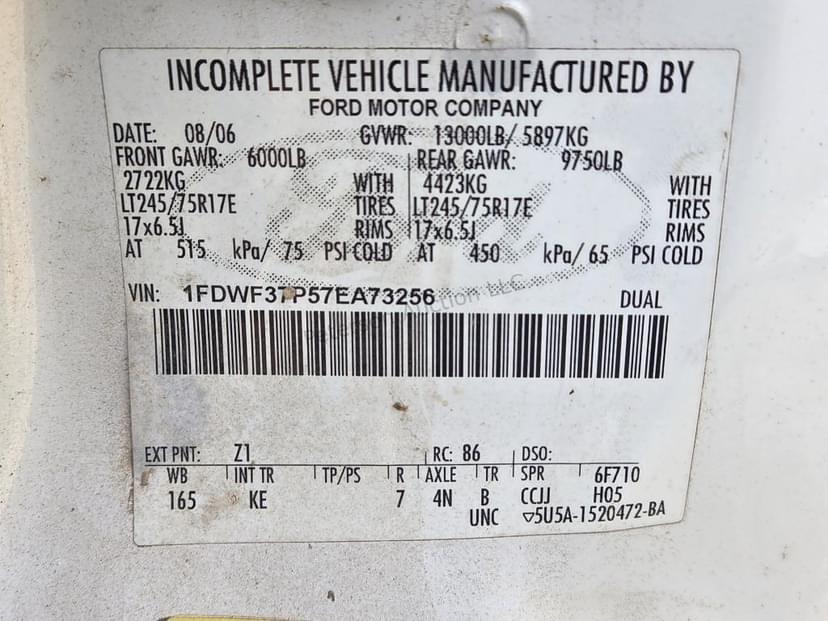 INCOMPLETE VEHICLE MANUFACTURED BY
FORD MOTOR COMPANY
DATE: 08/06 GVWR: 13000LB/ 5897KG
FRONT GAWR: 6000LB REAR GAWR: 9750LB
2722KG WITH 4423KG WITH
LT245/75R17E TIRES LT245/75R17E TIRES
17x6.5J RIMS 17x6.5J RIMS
AT 515 kPa/ 75 PSI COLD AT 450 kPa/ 65 PSI COLD
VIN: 1FDWF37P57EA73256 DUAL
Auction LLC
EXT PNT: Z1 RC: 86 DSO:
WB INT TR TP/PS R AXLE TR SPR 6F710
165 KE 7 4N B CCJJ H05
UNC ▽5U5A-1520472-BA